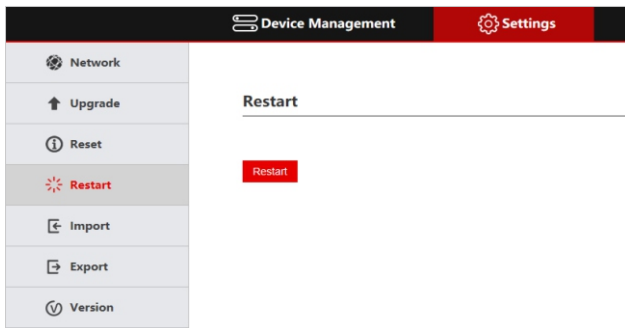 Device Management
Settings
Network
Upgrade
Reset
Restart
Import
Export
Version
Restart
Restart